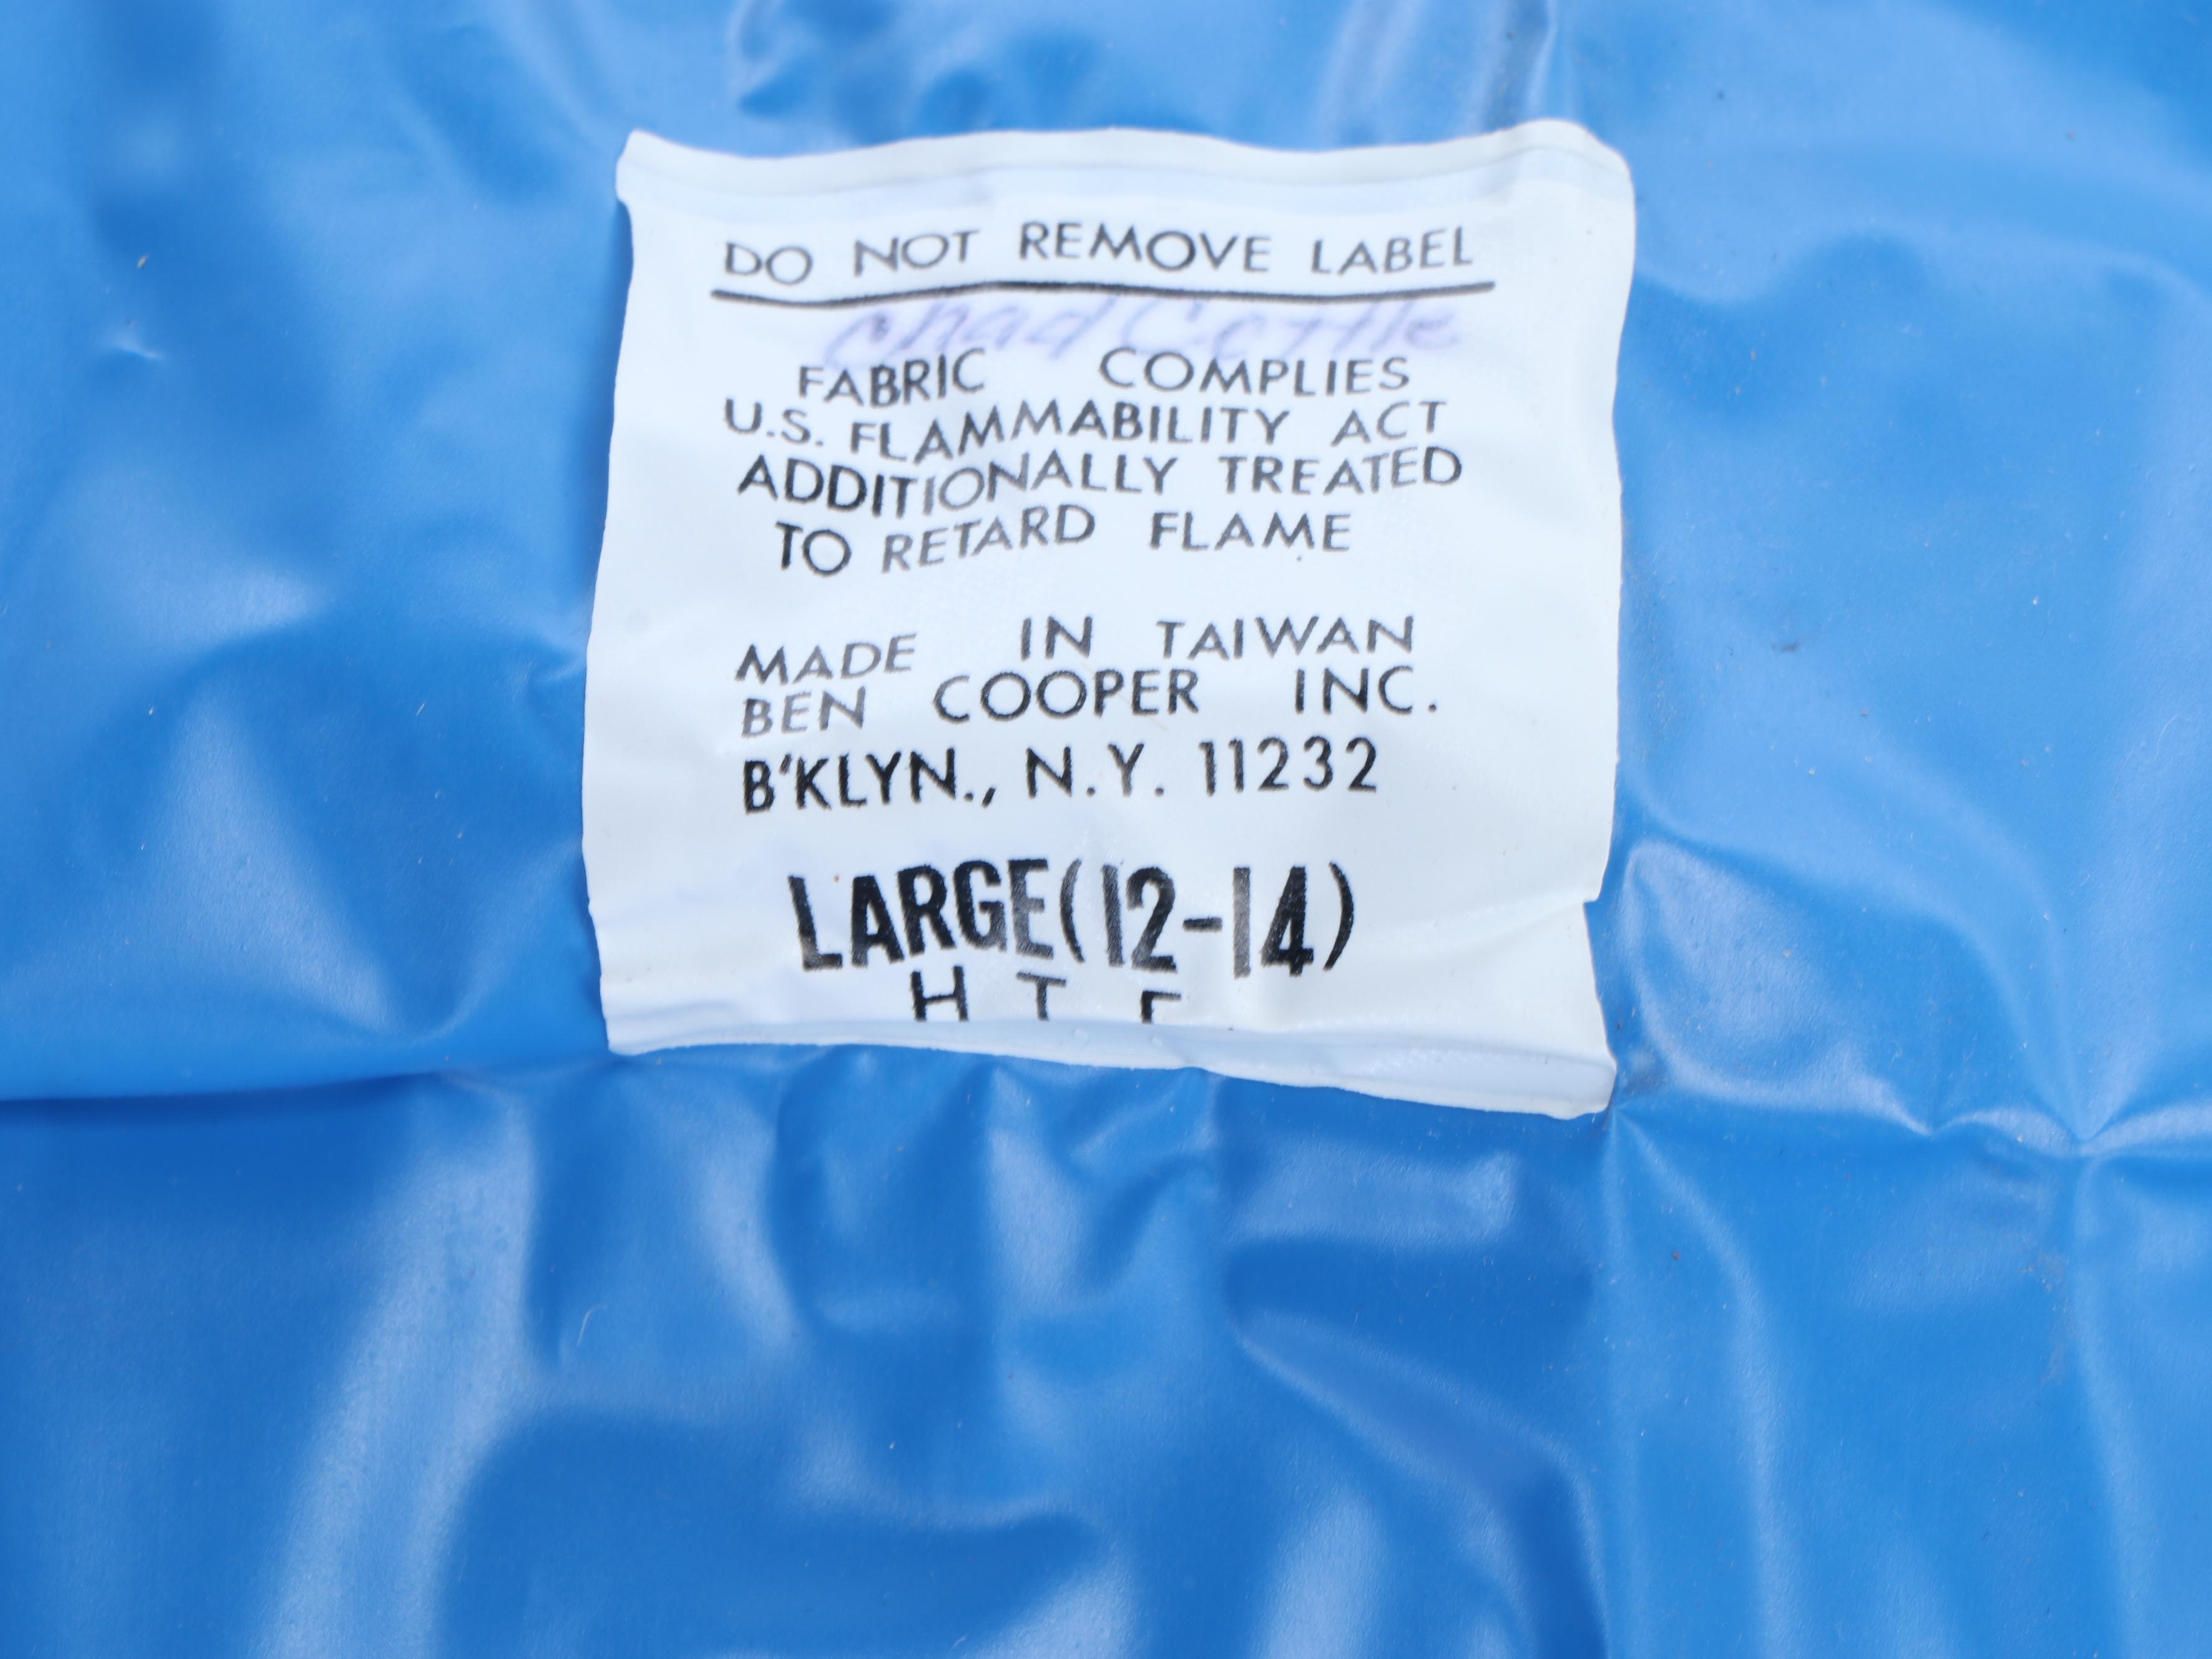 DO NOT REMOVE LABEL
Chad Cottle
FABRIC COMPLIES
U.S. FLAMMABILITY ACT
ADDITIONALLY TREATED
TO RETARD FLAME
MADE IN TAIWAN
BEN COOPER INC.
B'KLYN., N.Y. 11232
LARGE(12-14)